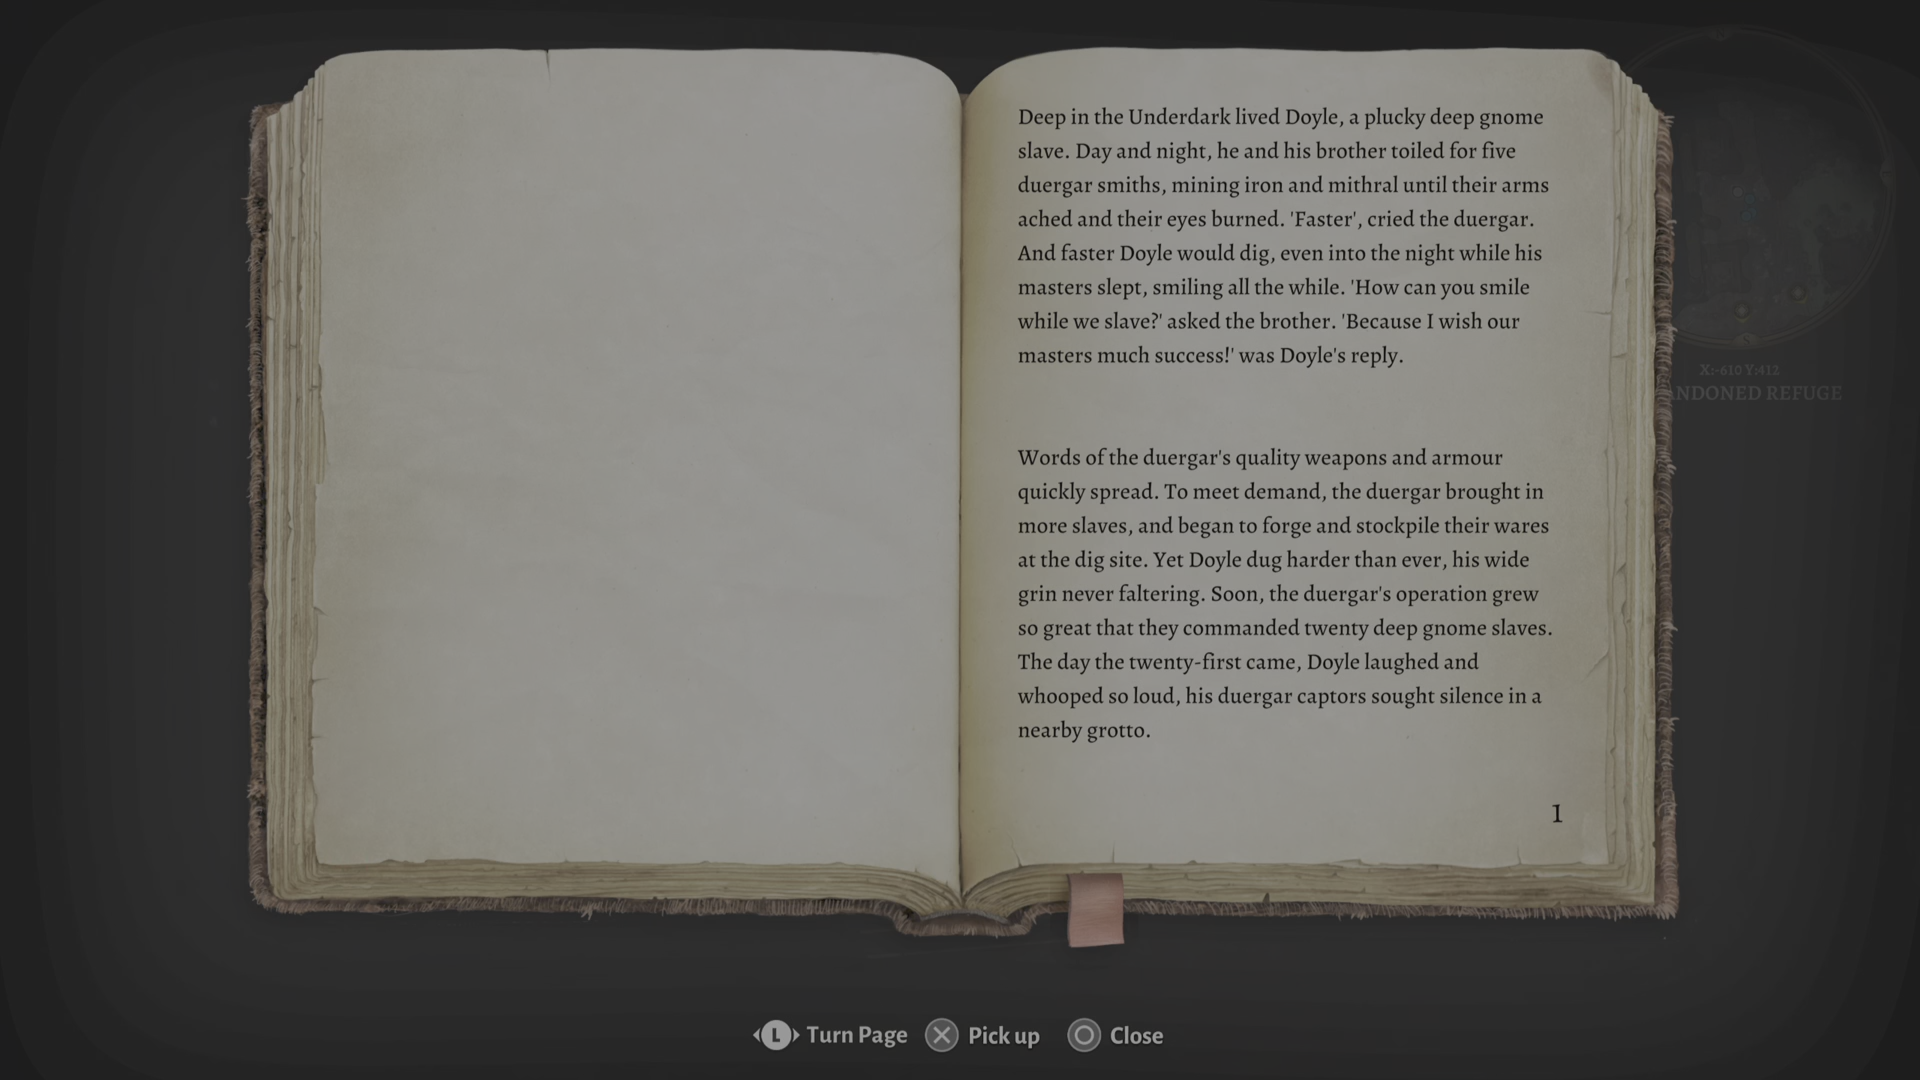 Deep in the Underdark lived Doyle, a plucky deep gnome
slave. Day and night, he and his brother toiled for five
duergar smiths, mining iron and mithral until their arms
ached and their eyes burned. 'Faster', cried the duergar.
And faster Doyle would dig, even into the night while his
masters slept, smiling all the while. 'How can you smile
while we slave?' asked the brother. 'Because I wish our
masters much success!' was Doyle's reply.
Words of the duergar's quality weapons and armour
quickly spread. To meet demand, the duergar brought in
more slaves, and began to forge and stockpile their wares
at the dig site. Yet Doyle dug harder than ever, his wide
grin never faltering. Soon, the duergar's operation grew
so great that they commanded twenty deep gnome slaves.
The day the twenty-first came, Doyle laughed and
whooped so loud, his duergar captors sought silence in a
nearby grotto.
1
X:-610 Y:412
NDONED REFUGE
L Turn Page Pick up Close